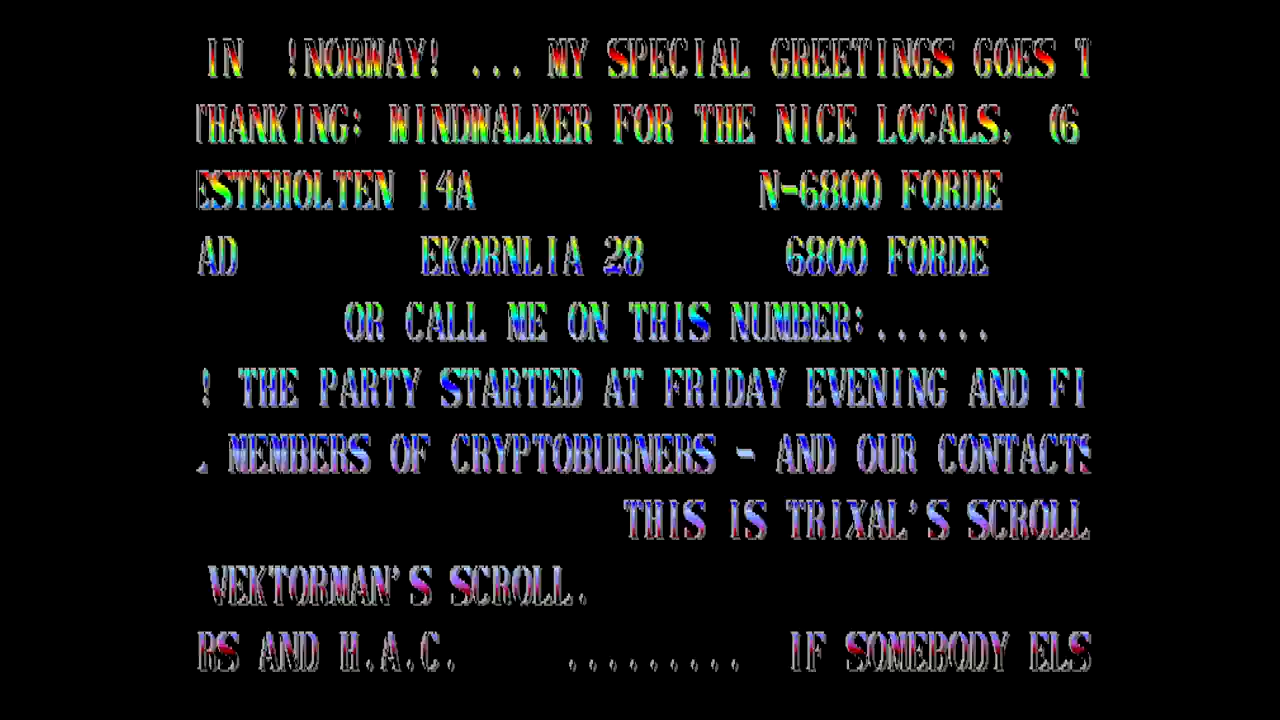 IN !NORWAY! ... MY SPECIAL GREETINGS GOES T
THANKING: WINDWALKER FOR THE NICE LOCALS. (6
ESTEHOLTEN 14A N-6800 FORDE
AD EKORNLIA 28 6800 FORDE
OR CALL ME ON THIS NUMBER:......
! THE PARTY STARTED AT FRIDAY EVENING AND FI
. MEMBERS OF CRYPTOBURNERS - AND OUR CONTACTS
THIS IS TRIXAL'S SCROLL
VEKTORMAN'S SCROLL.
RS AND H.A.C. ......... IF SOMEBODY ELS